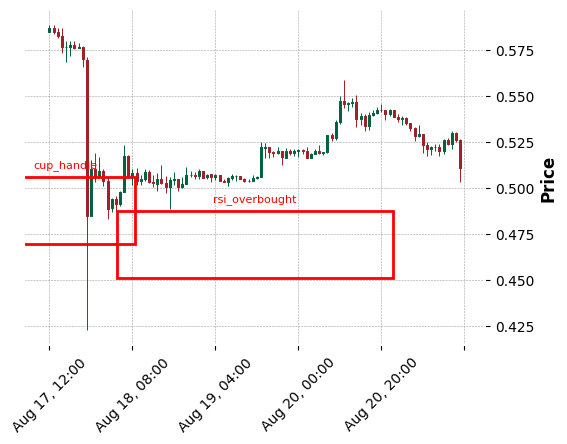 0.575
0.550
0.525
cup_handle
0.500
rsi_overbought
0.475
0.450
0.425
Price
Aug 17, 12:00
Aug 18, 08:00
Aug 19, 04:00
Aug 20, 00:00
Aug 20, 20:00